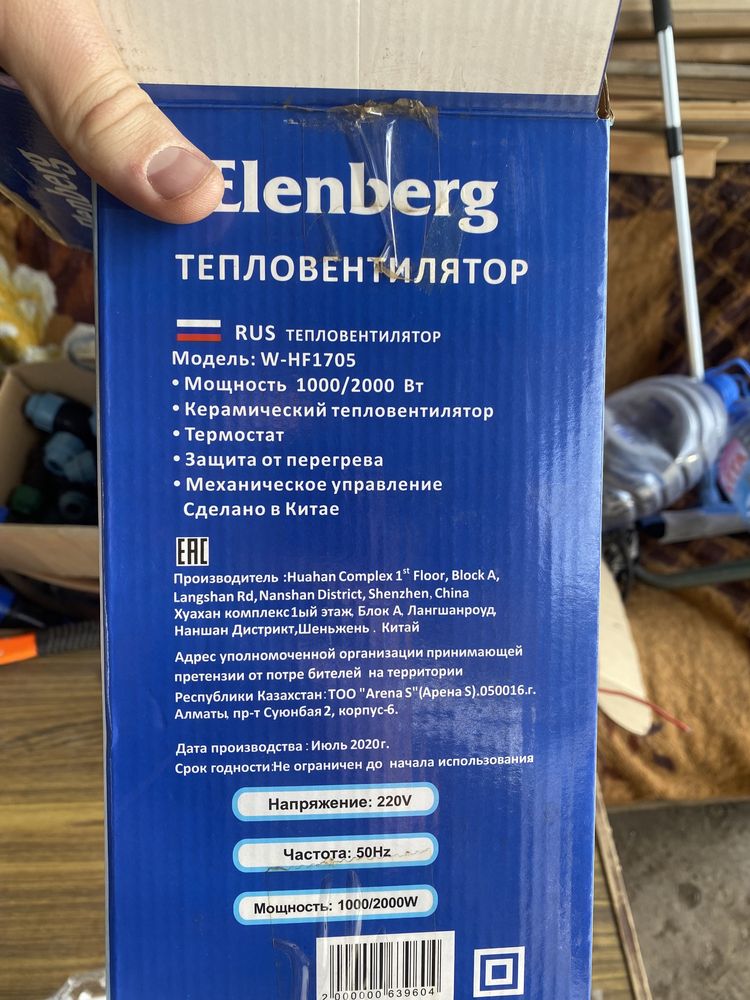 Elenberg
ТЕПЛОВЕНТИЛЯТОР
RUS ТЕПЛОВЕНТИЛЯТОР
Модель: W-HF1705
• Мощность 1000/2000 Вт
• Керамический тепловентилятор
• Термостат
• Защита от перегрева
• Механическое управление
Сделано в Китае
EAC
Производитель :Huahan Complex 1st Floor, Block A,
Langshan Rd, Nanshan District, Shenzhen, China
Хуахан комплекс1ый этаж, Блок А, Лангшанроуд,
Наншан Дистрикт,Шеньжень . Китай
Адрес уполномоченной организации принимающей
претензии от потре бителей на территории
Республики Казахстан: ТОО "Arena S"(Арена S).050016.г.
Алматы, пр-т Суюнбая 2, корпус-6.
Дата производства : Июль 2020г.
Срок годности:Не ограничен до начала использования
Напряжение: 220V
Частота: 50Hz
Мощность: 1000/2000W
2 000000 639604